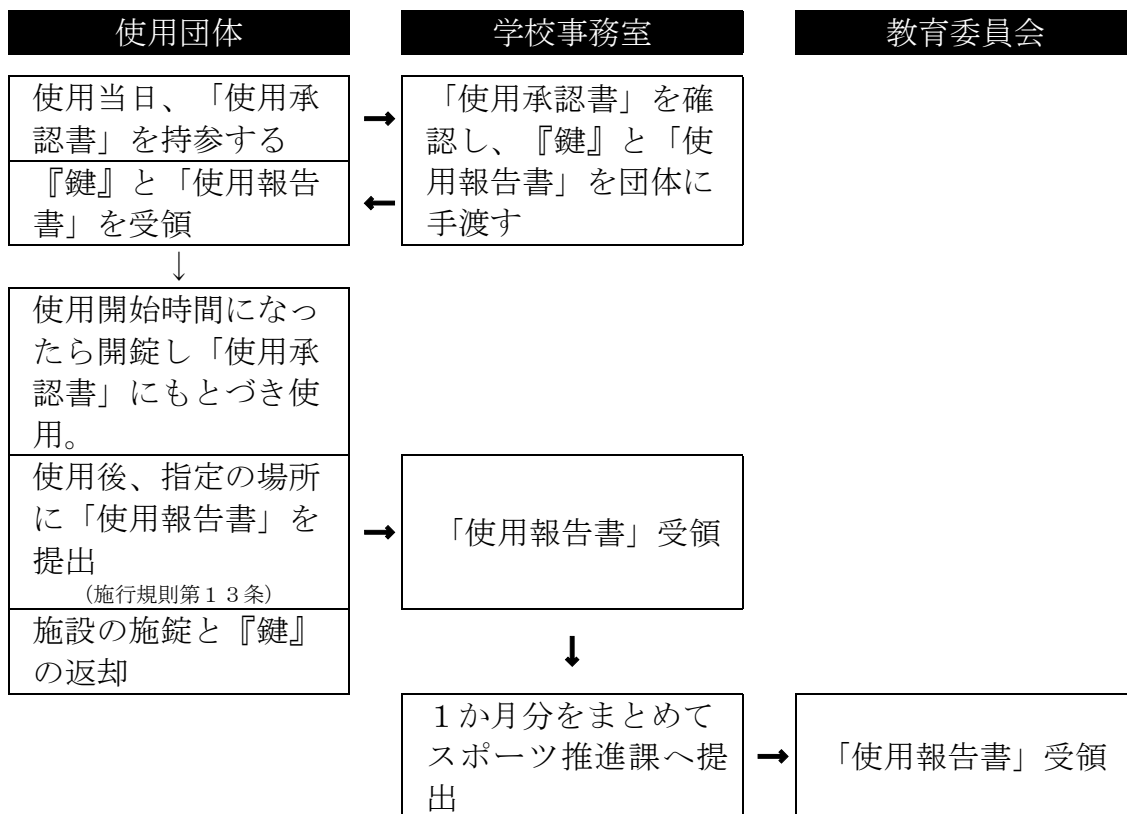 使用団体
学校事務室
教育委員会
使用当日、「使用承
認書」を持参する
→
「使用承認書」を確
認し、『鍵』と「使
用報告書」を団体に
手渡す
『鍵』と「使用報告
書」を受領
←
↓
使用開始時間になっ
たら開錠し「使用承
認書」にもとづき使
用。
使用後、指定の場所
に「使用報告書」を
提出
(施行規則第１３条)
→
「使用報告書」受領
施設の施錠と『鍵』
の返却
↓
１か月分をまとめて
スポーツ推進課へ提
出
→
「使用報告書」受領